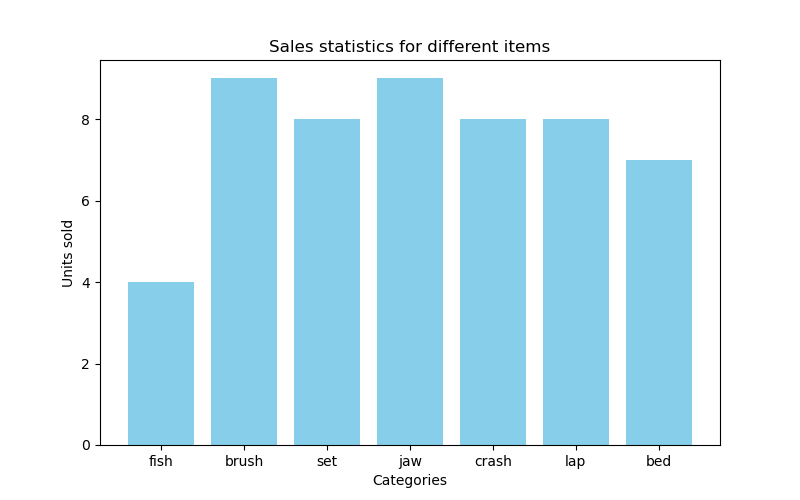 Sales statistics for different items
Units sold
8
6
4
2
0
fish brush set jaw crash lap bed
Categories